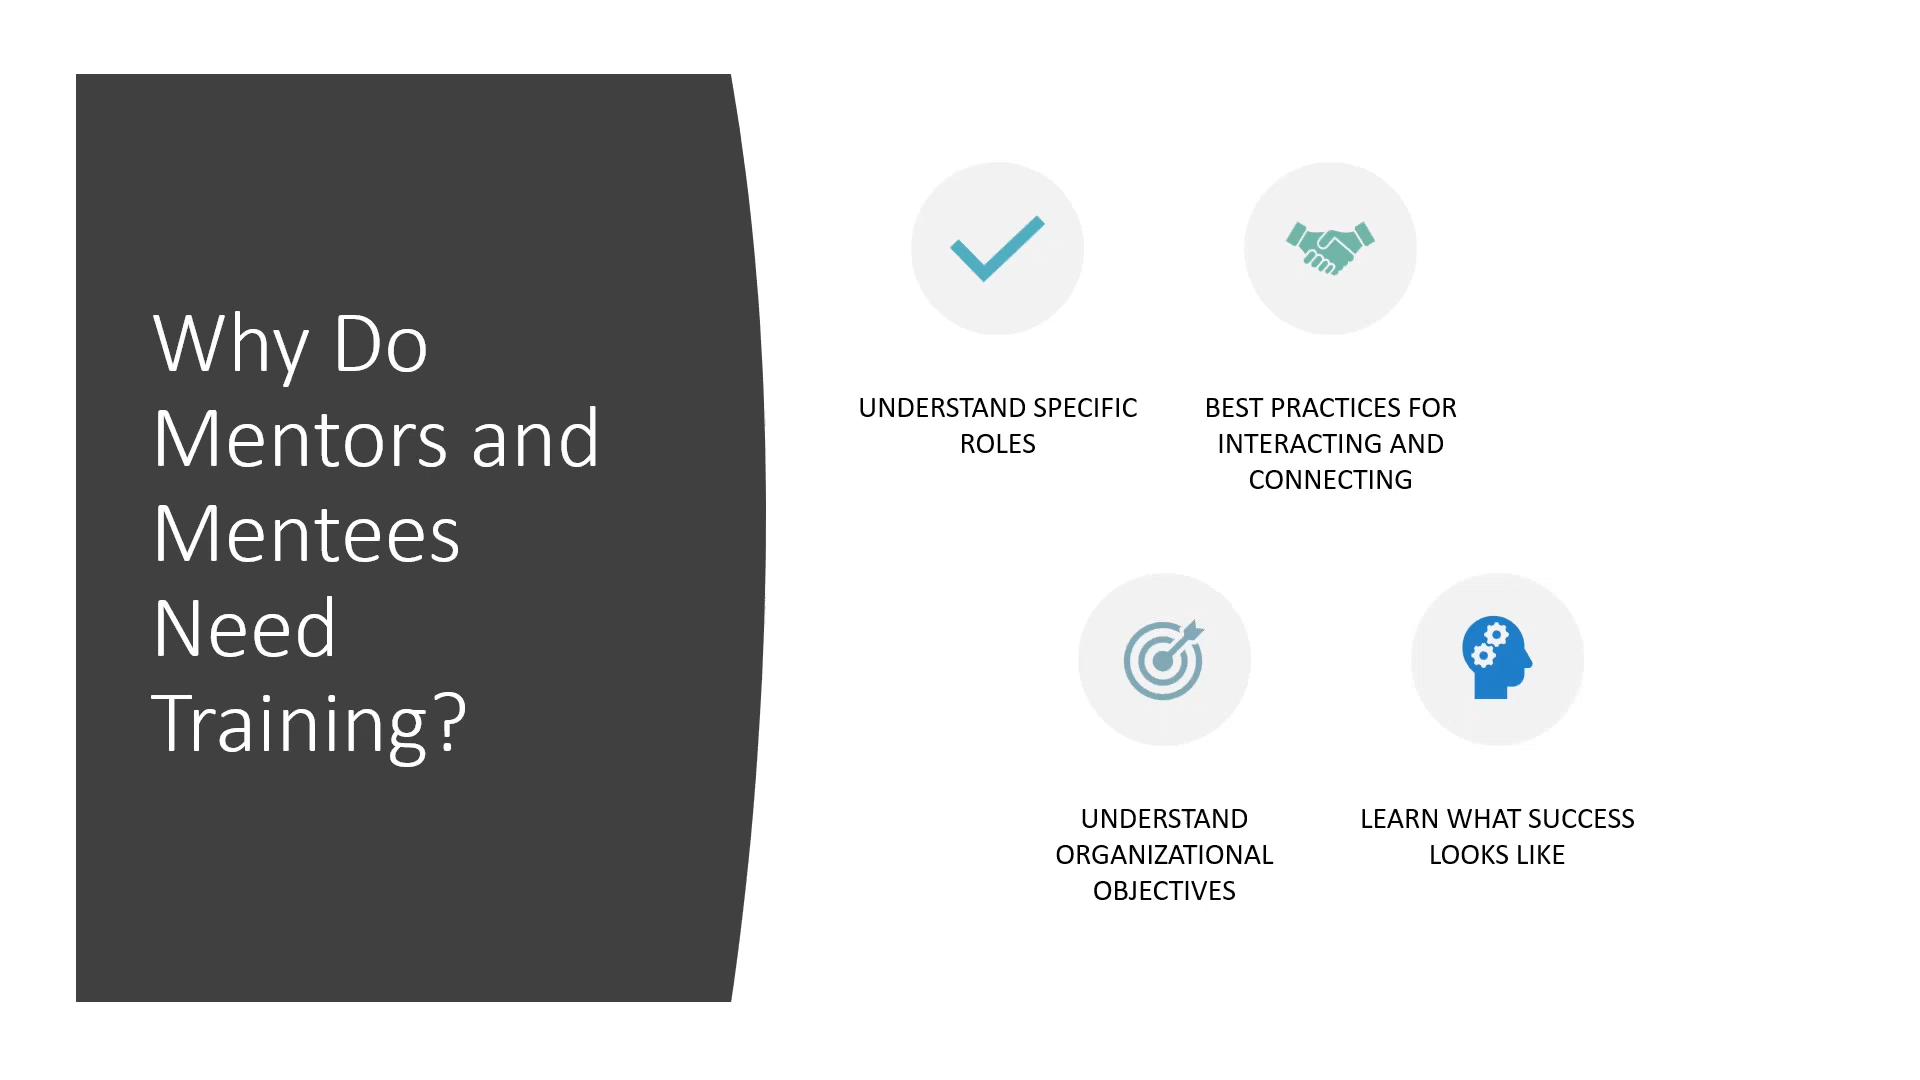 Why Do
Mentors and
Mentees
Need
Training?
UNDERSTAND SPECIFIC
ROLES
BEST PRACTICES FOR
INTERACTING AND
CONNECTING
UNDERSTAND
ORGANIZATIONAL
OBJECTIVES
LEARN WHAT SUCCESS
LOOKS LIKE